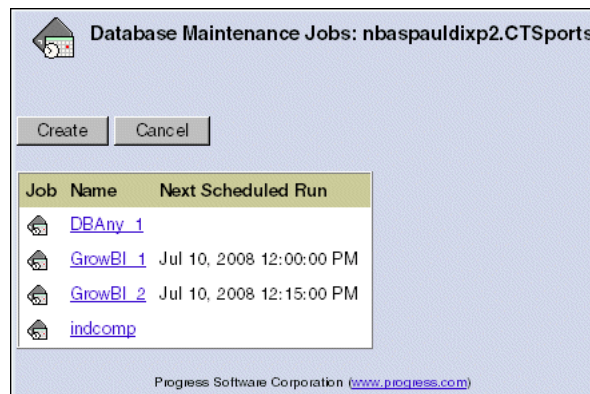 Database Maintenance Jobs: nbaspauldixp2.CTSports
Create Cancel
Job Name Next Scheduled Run
DBAny_1
GrowBI_1 Jul 10, 2008 12:00:00 PM
GrowBI_2 Jul 10, 2008 12:15:00 PM
indcomp
Progress Software Corporation (www.progress.com)